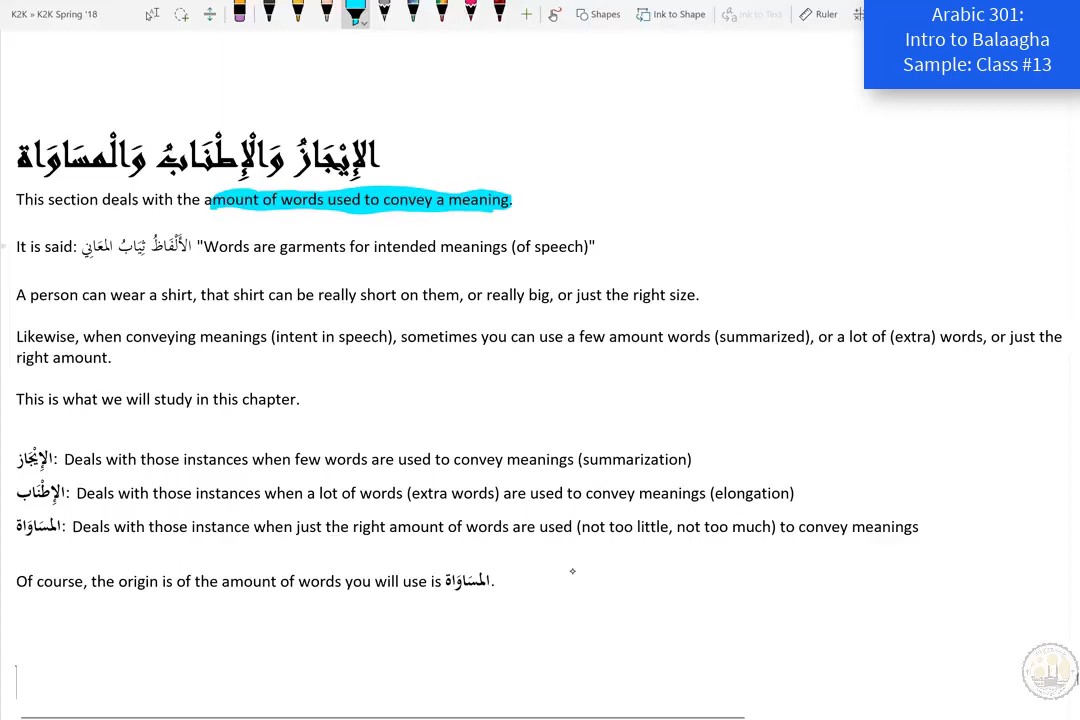 K2K » K2K Spring '18
Shapes
Ink to Shape
Ink to Text
Ruler
Arabic 301:
Intro to Balaagha
Sample: Class #13
الإِيْجَازُ وَالْإِطْنَابُ وَالْمسَاوَاة
This section deals with the amount of words used to convey a meaning.
It is said: الأَلْفَاظُ ثِيَابُ المَعَانِي "Words are garments for intended meanings (of speech)"
A person can wear a shirt, that shirt can be really short on them, or really big, or just the right size.
Likewise, when conveying meanings (intent in speech), sometimes you can use a few amount words (summarized), or a lot of (extra) words, or just the
right amount.
This is what we will study in this chapter.
الإِيْجَاز: Deals with those instances when few words are used to convey meanings (summarization)
الإِطْنَاب: Deals with those instances when a lot of words (extra words) are used to convey meanings (elongation)
المسَاوَاة: Deals with those instance when just the right amount of words are used (not too little, not too much) to convey meanings
Of course, the origin is of the amount of words you will use is المسَاوَاة.